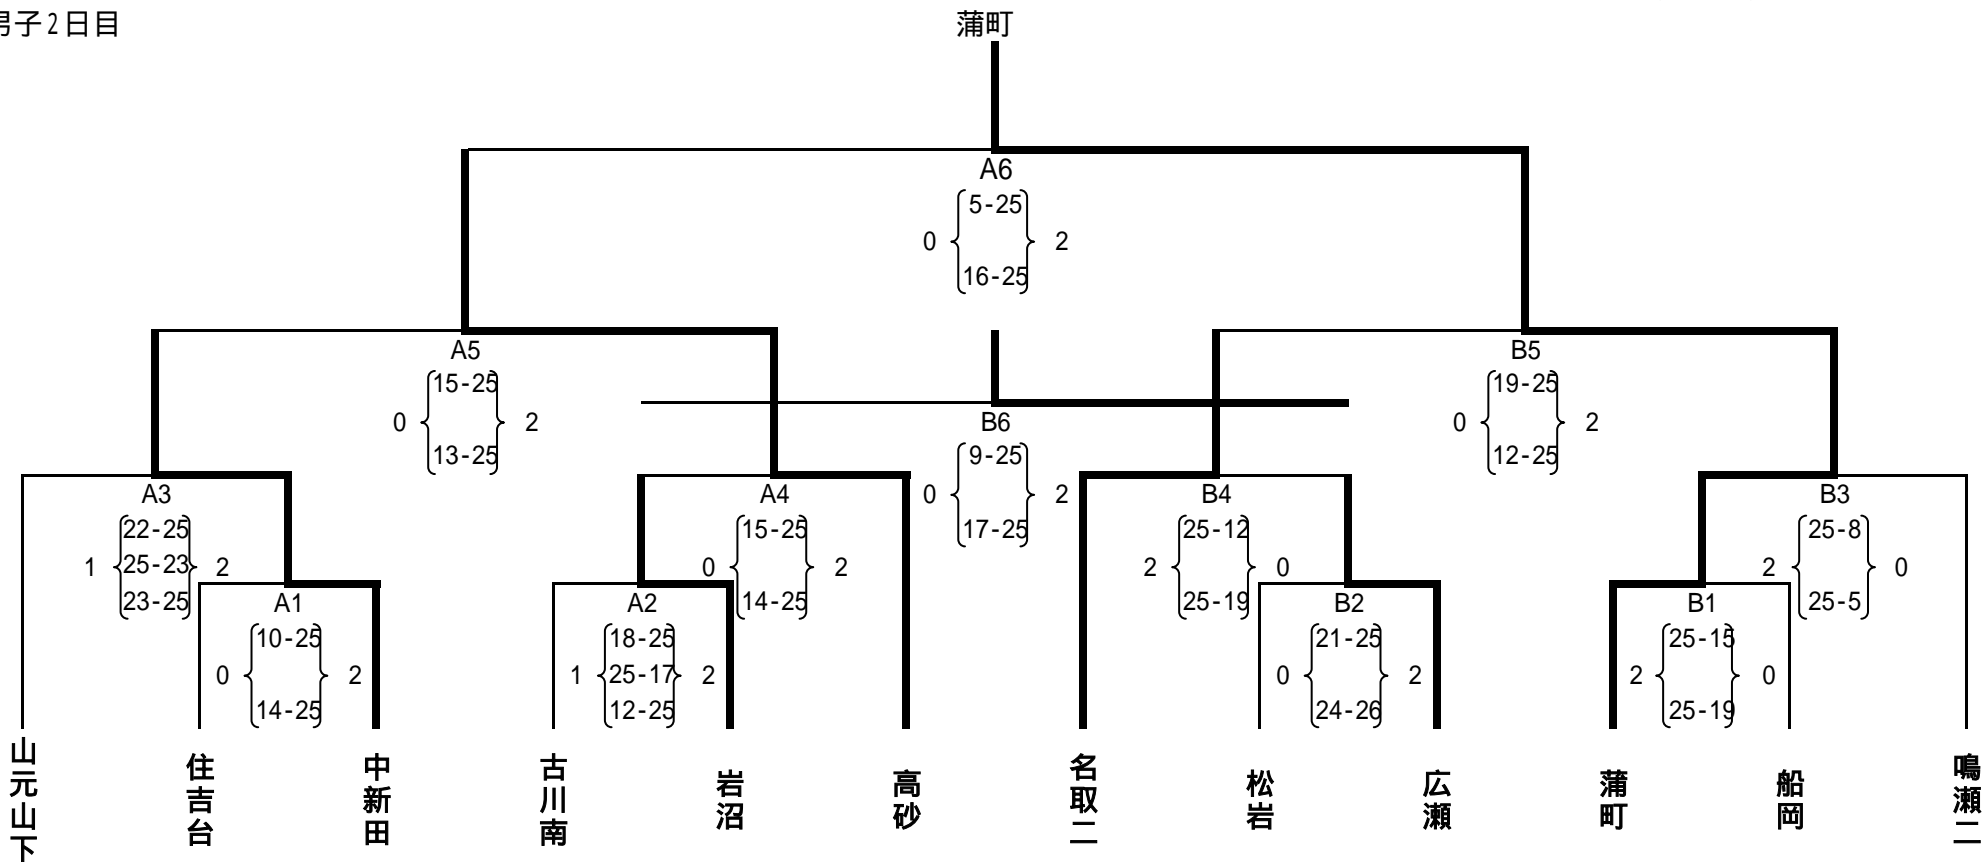 男子2日目
蒲町
A6
5-25
0 2
16-25
A5
15-25
0 2
13-25
B5
19-25
0 2
12-25
B6
9-25
0 2
17-25
A3
22-25
1 25-23 2
23-25
A4
15-25
0 2
14-25
B4
25-12
2 0
25-19
B3
25-8
2 0
25-5
A1
10-25
0 2
14-25
A2
18-25
1 25-17 2
12-25
B2
21-25
0 2
24-26
B1
25-15
2 0
25-19
山元山下
住吉台
中新田
古川南
岩沼
高砂
名取二
松岩
広瀬
蒲町
船岡
鳴瀬二